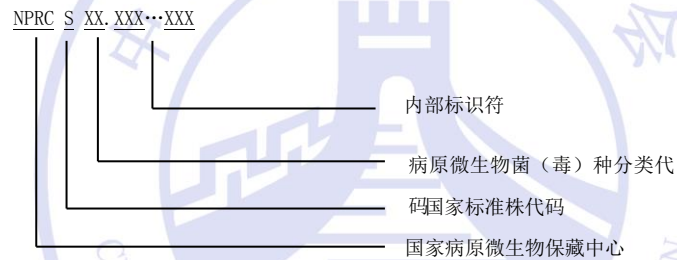 NPRC S XX.XXX…XXX
内部标识符
病原微生物菌（毒）种分类代
码国家标准株代码
国家病原微生物保藏中心
中
会
C
N